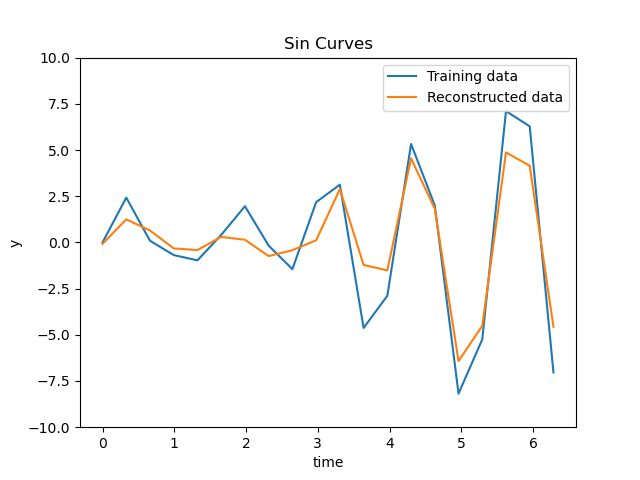 Sin Curves
Training data
Reconstructed data
10.0
7.5
5.0
2.5
0.0
−2.5
−5.0
−7.5
−10.0
y
0 1 2 3 4 5 6
time